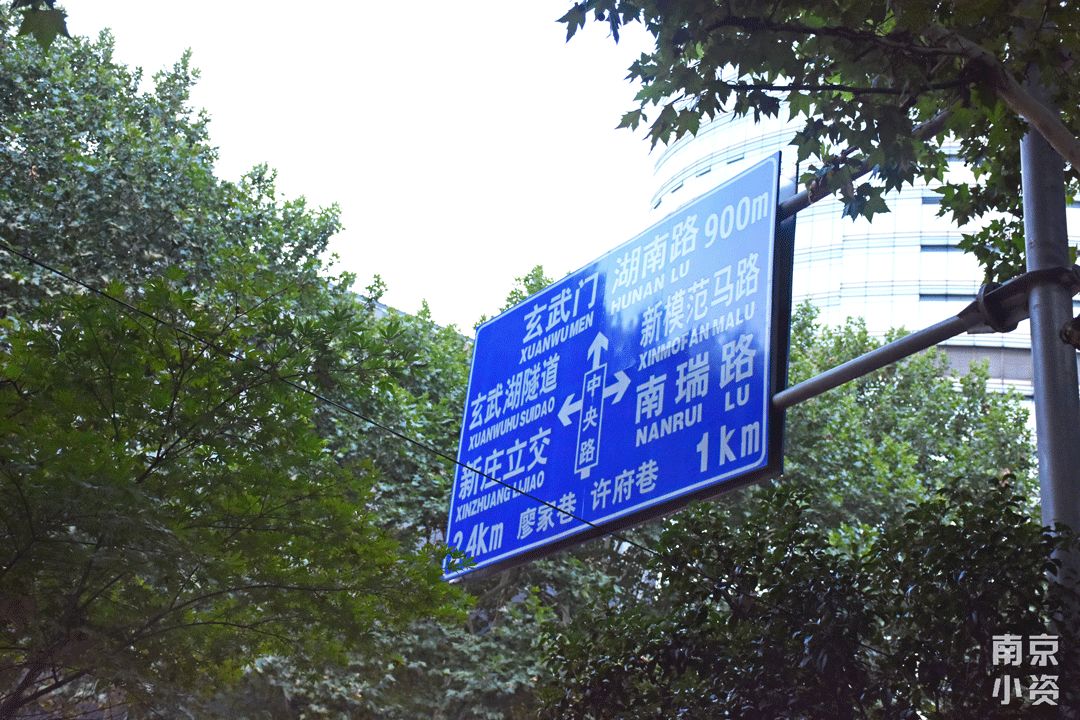 玄武门
XUANWUMEN
湖南路 900m
HUNAN LU
玄武湖隧道
XUANWUHU SUIDAO
新庄立交
XINZHUANG LIJIAO
2.4km
中央路
新模范马路
XINMOFAN MALU
南瑞路
NANRUI LU
1km
廖家巷 许府巷
南京
小资